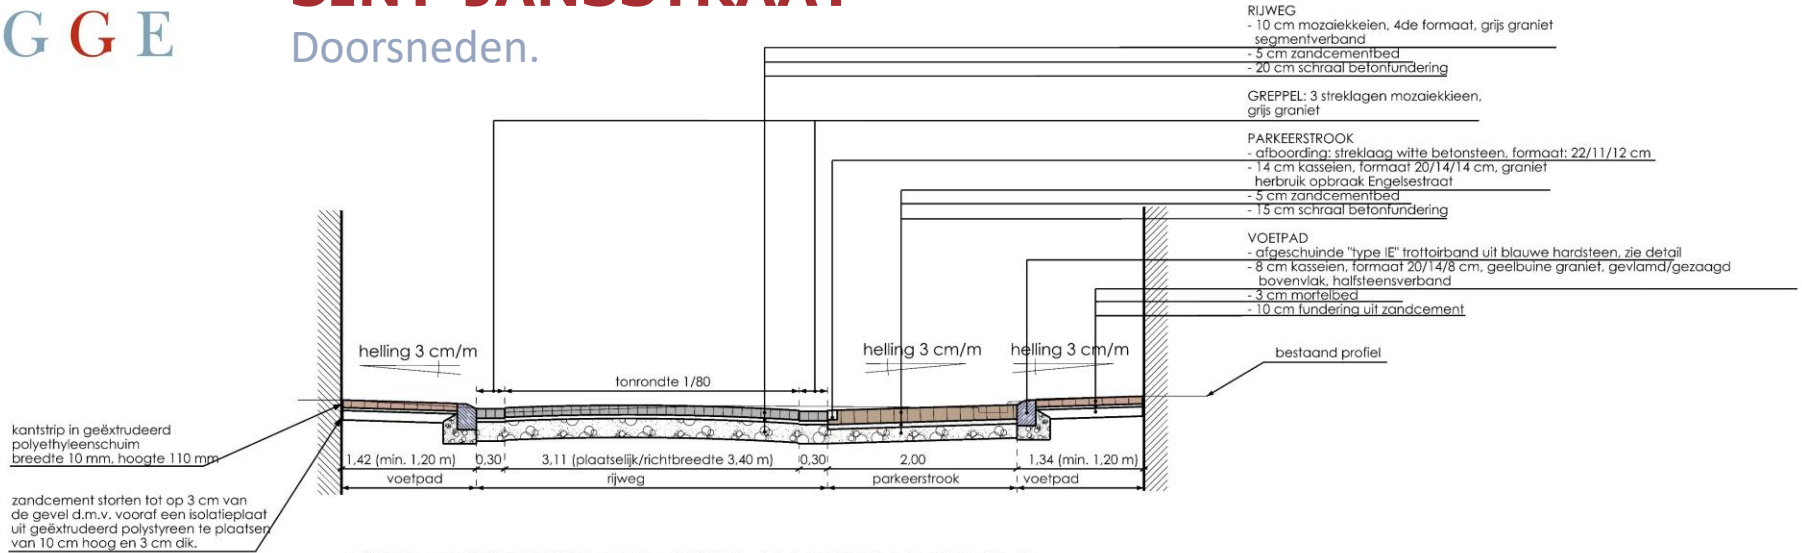 G G E
SINT-JANSSTRAAT
Doorsneden.
RIJWEG
- 10 cm mozaiekkeien, 4de formaat, grijs graniet
segmentverband
- 5 cm zandcementbed
- 20 cm schraal betonfundering
GREPPEL: 3 streklagen mozaiekkieen,
grijs graniet
PARKEERSTROOK
- afboording: streklaag witte betonsteen, formaat: 22/11/12 cm
- 14 cm kasseien, formaat 20/14/14 cm, graniet
herbruik opbraak Engelsestraat
- 5 cm zandcementbed
- 15 cm schraal betonfundering
VOETPAD
- afgeschuinde "type IE" trottoirband uit blauwe hardsteen, zie detail
- 8 cm kasseien, formaat 20/14/8 cm, geelbuine graniet, gevlamd/gezaagd
bovenvlak, halfsteensverband
- 3 cm mortelbed
- 10 cm fundering uit zandcement
helling 3 cm/m
helling 3 cm/m
helling 3 cm/m
bestaand profiel
tonrondte 1/80
kantstrip in geëxtrudeerd
polyethyleenschuim
breedte 10 mm, hoogte 110 mm
1,42 (min. 1,20 m) 0,30 3,11 (plaatselijk/richtbreedte 3,40 m) 0,30 2,00 1,34 (min. 1,20 m)
voetpad rijweg parkeerstrook voetpad
zandcement storten tot op 3 cm van
de gevel d.m.v. vooraf een isolatieplaat
uit geëxtrudeerd polystyreen te plaatsen
van 10 cm hoog en 3 cm dik.